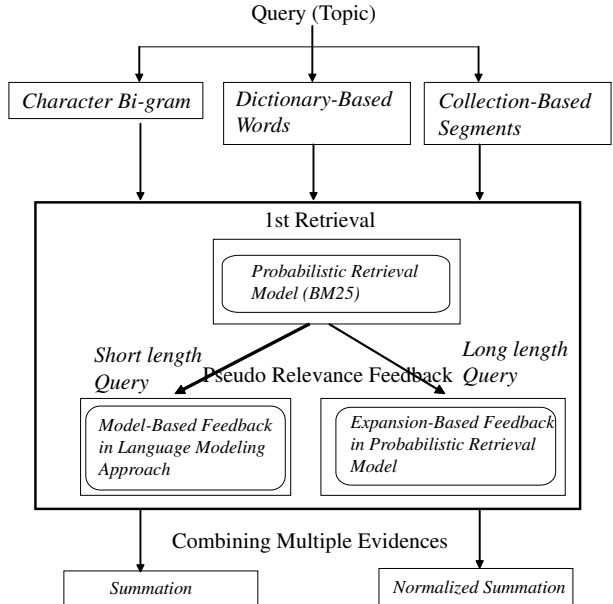 Query (Topic)
Character Bi-gram
Dictionary-Based
Words
Collection-Based
Segments
1st Retrieval
Probabilistic Retrieval
Model (BM25)
Short length
Query
Long length
Query
Pseudo Relevance Feedback
Model-Based Feedback
in Language Modeling
Approach
Expansion-Based Feedback
in Probabilistic Retrieval
Model
Combining Multiple Evidences
Summation
Normalized Summation